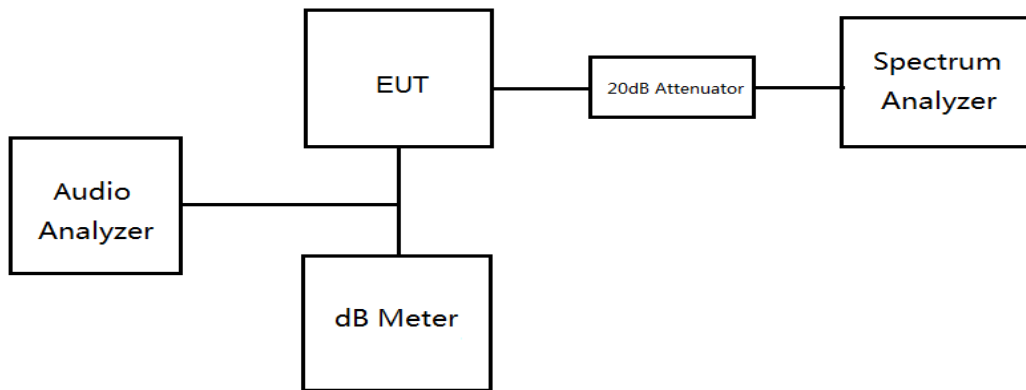 EUT
20dB Attenuator
Spectrum
Analyzer
Audio
Analyzer
dB Meter